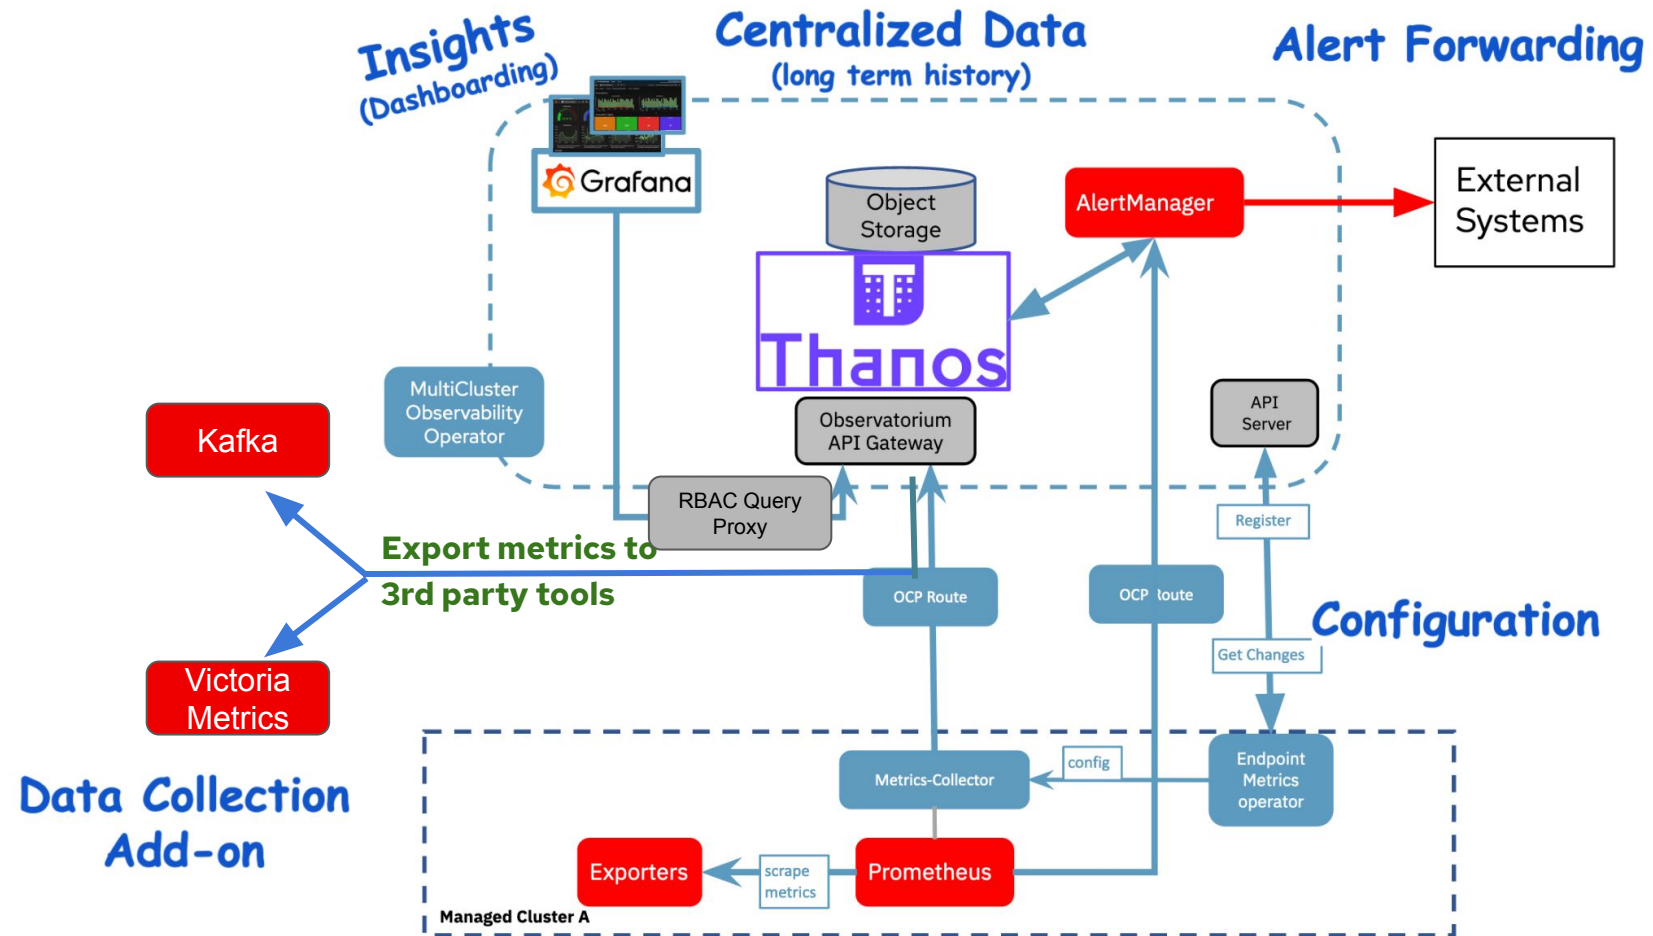 Insights
(Dashboarding)
Centralized Data
(long term history)
Alert Forwarding
Grafana
Object
Storage
AlertManager
External
Systems
Thanos
MultiCluster
Observability
Operator
Observatorium
API Gateway
API
Server
Kafka
RBAC Query
Proxy
Register
Export metrics to
3rd party tools
OCP Route
OCP Route
Configuration
Get Changes
Victoria
Metrics
Data Collection
Add-on
Metrics-Collector
config
Endpoint
Metrics
operator
Exporters
scrape
metrics
Prometheus
Managed Cluster A